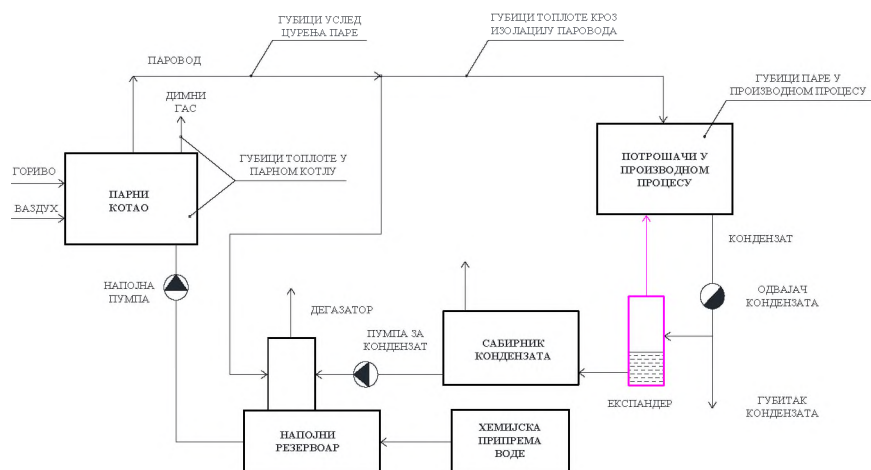 ГУБИЦИ УСЛЕД
ЦУРЕЊА ПАРЕ
ГУБИЦИ ТОПЛОТЕ КРОЗ
ИЗОЛАЦИЈУ ПАРОВОДА
ПАРОВОД
ГУБИЦИ ПАРЕ У
ПРОИЗВОДНОМ ПРОЦЕСУ
ДИМНИ
ГАС
ГУБИЦИ ТОПЛОТЕ У
ПАРНОМ КОТЛУ
ПОТРОШАЧИ У
ПРОИЗВОДНОМ
ПРОЦЕСУ
ГОРИВО
ВАЗДУХ
ПАРНИ
КОТАО
КОНДЕНЗАТ
НАПОЈНА
ПУМПА
ОДВАЈАЧ
КОНДЕНЗАТА
ДЕГАЗАТОР
ПУМПА ЗА
КОНДЕНЗАТ
САБИРНИК
КОНДЕНЗАТА
ЕКСПАНДЕР
ГУБИТАК
КОНДЕНЗАТА
НАПОЈНИ
РЕЗЕРВОАР
ХЕМИЈСКА
ПРИПРЕМА
ВОДЕ